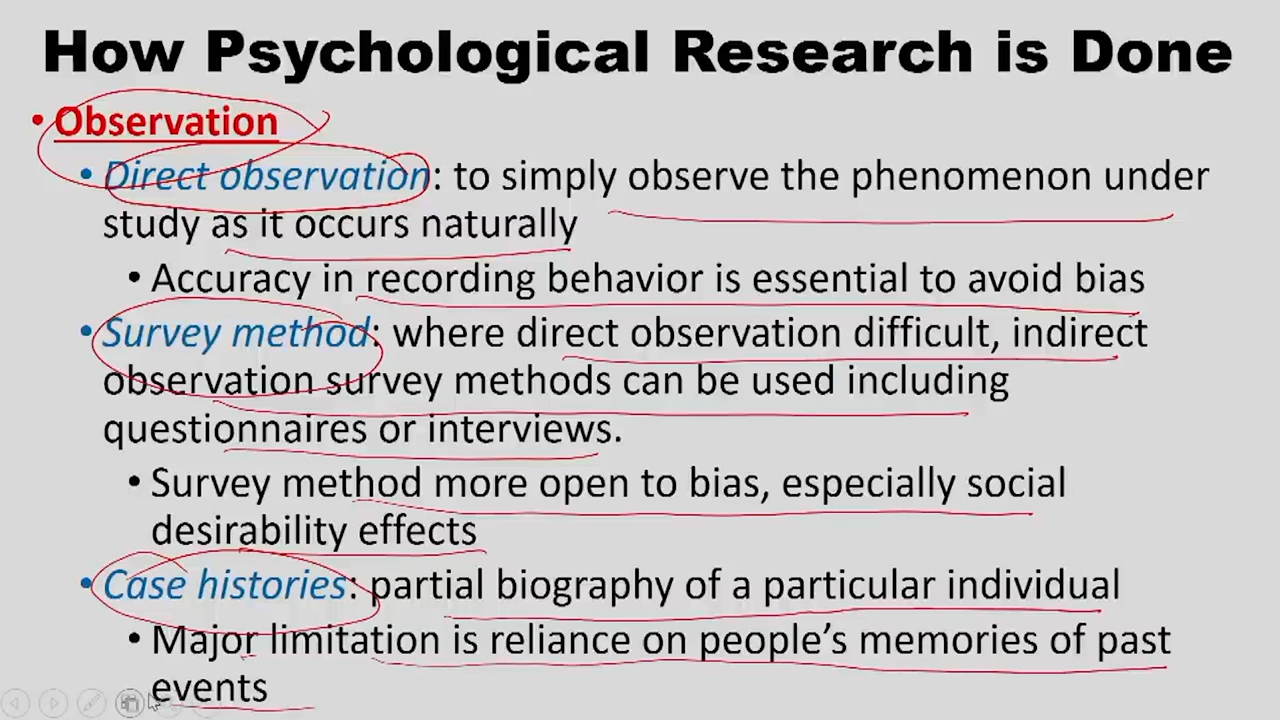 How Psychological Research is Done
• Observation
• Direct observation: to simply observe the phenomenon under
study as it occurs naturally
• Accuracy in recording behavior is essential to avoid bias
• Survey method: where direct observation difficult, indirect
observation survey methods can be used including
questionnaires or interviews.
• Survey method more open to bias, especially social
desirability effects
• Case histories: partial biography of a particular individual
• Major limitation is reliance on people’s memories of past
events